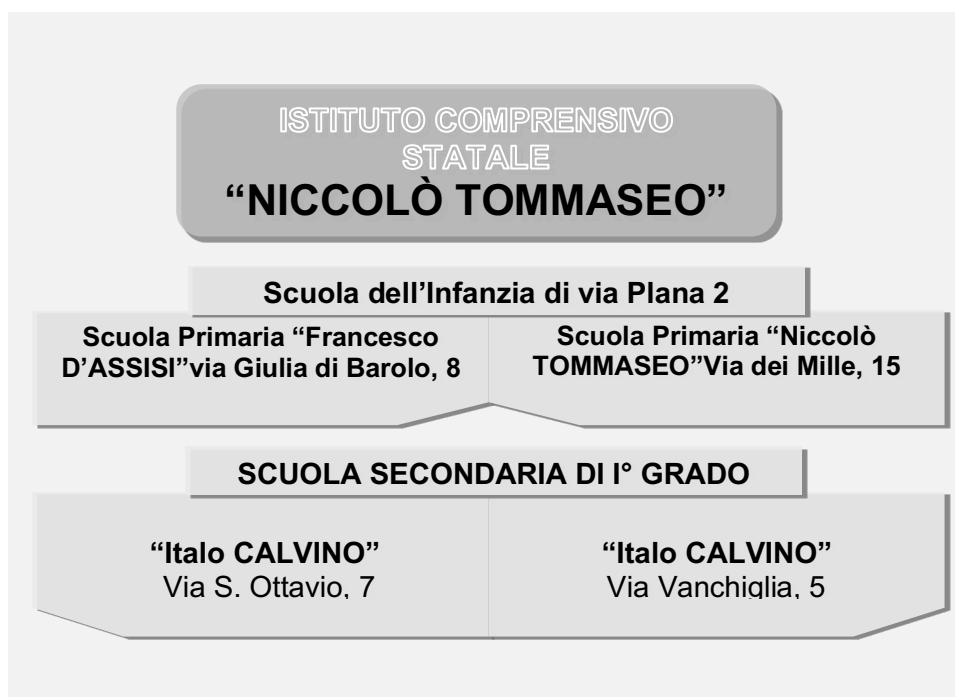 ISTITUTO COMPRENSIVO
STATALE
“NICCOLÒ TOMMASEO”
Scuola dell’Infanzia di via Plana 2
Scuola Primaria “Francesco
D’ASSISI”via Giulia di Barolo, 8
Scuola Primaria “Niccolò
TOMMASEO”Via dei Mille, 15
SCUOLA SECONDARIA DI I° GRADO
“Italo CALVINO”
Via S. Ottavio, 7
“Italo CALVINO”
Via Vanchiglia, 5